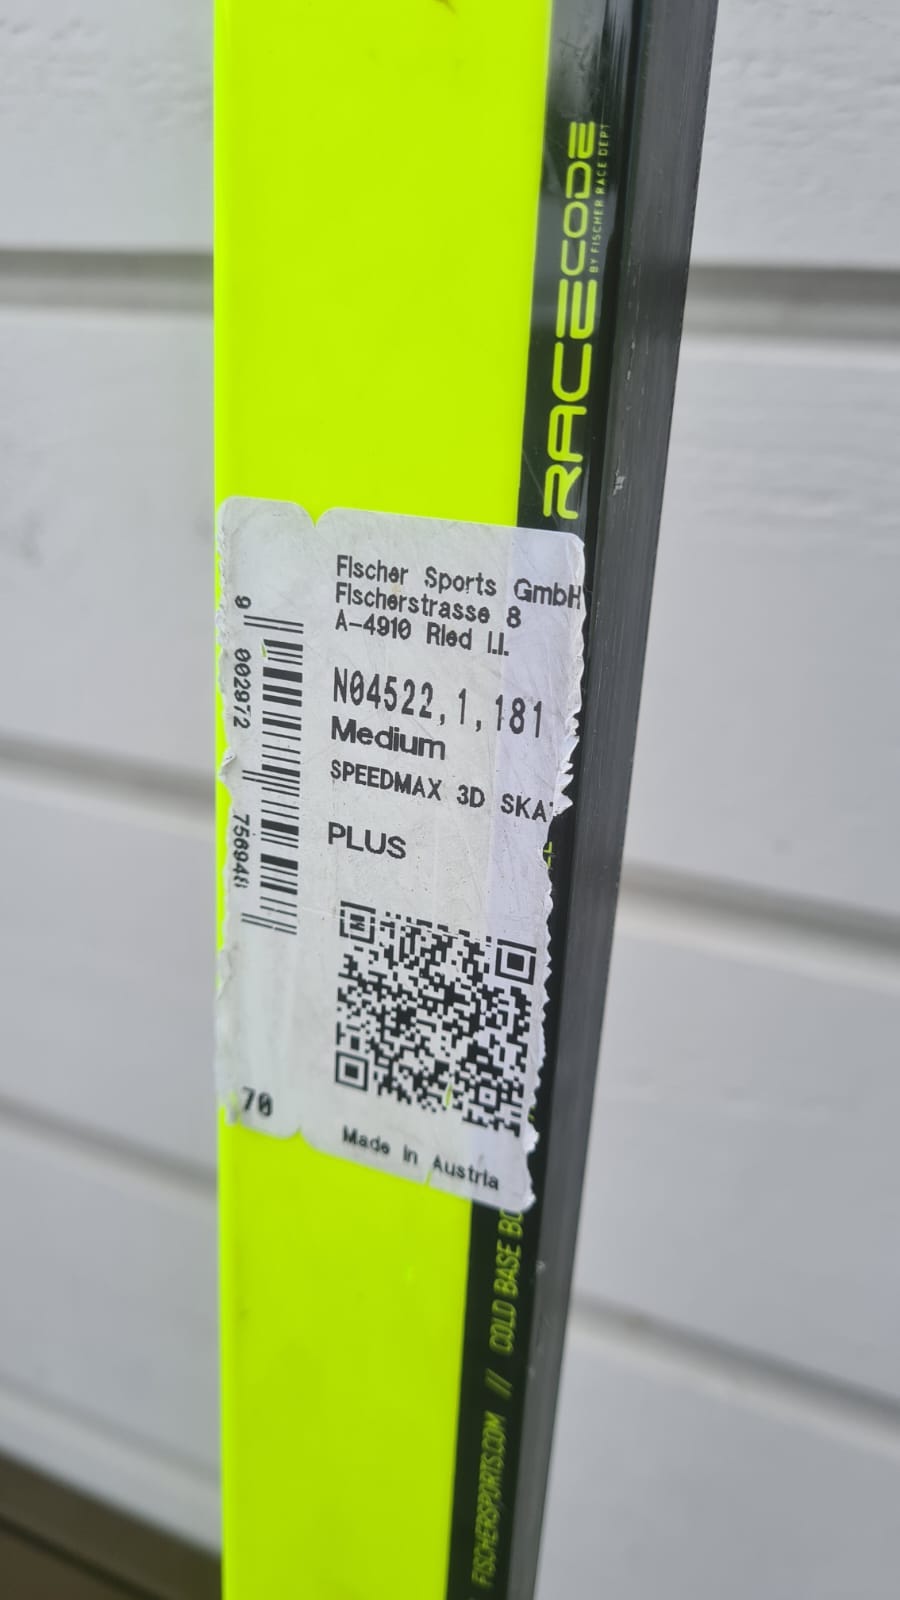 RACECODE
BY FISCHER RACE DEPT
Fischer Sports GmbH
Fischerstrasse 8
A-4910 Ried I.I.
N04522,1,181
Medium
SPEEDMAX 3D SKA
PLUS
9 002972
70
Made in Austria
FISCHERSPORTS.COM // COLD BASE BO